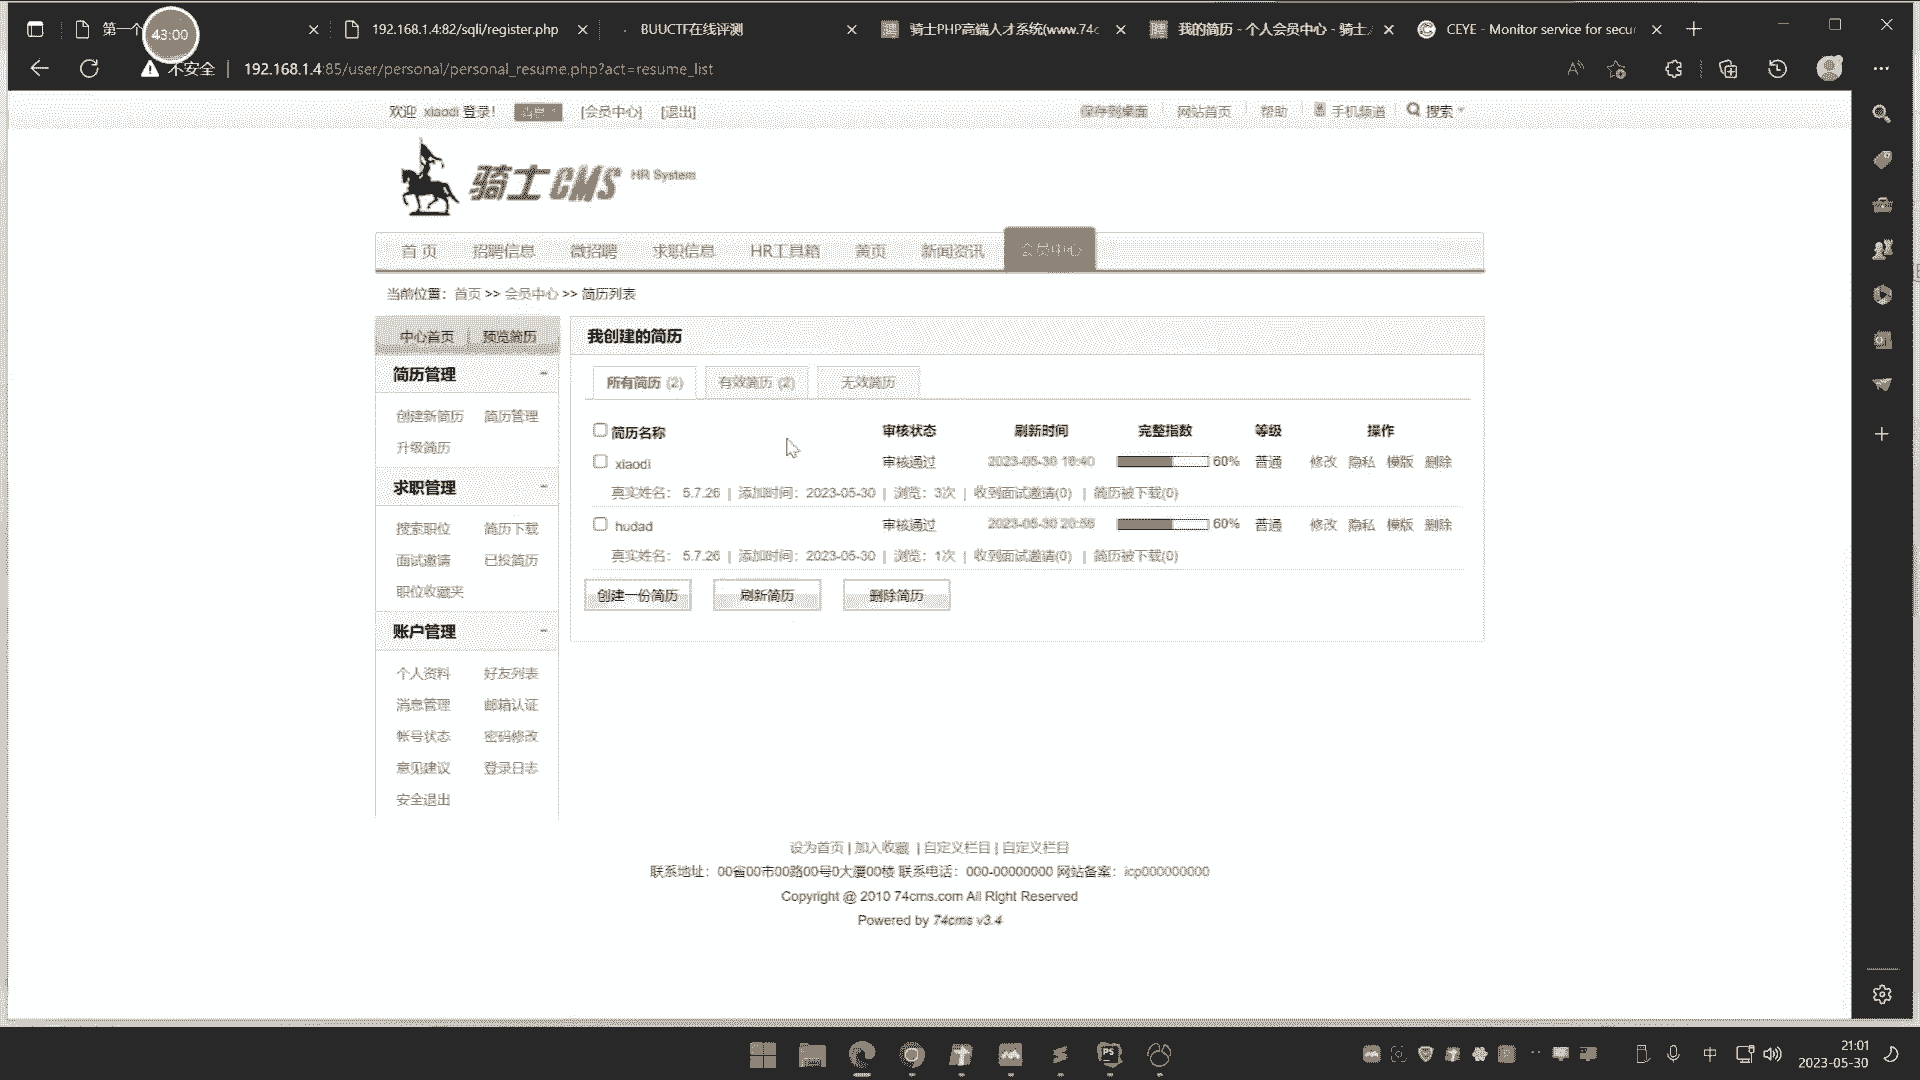 第一个
43:00
192.168.1.4:82/sqli/register.php
BUUCTF在线评测
骑士PHP高端人才系统(www.74c
我的简历 - 个人会员中心 - 骑士
CEYE - Monitor service for secu
不安全 | 192.168.1.4:85/user/personal/personal_resume.php?act=resume_list
欢迎 xiaodi 登录! [会员中心] [退出]
保存到桌面 网站首页 帮助 手机频道 搜索
骑士CMS HR System
首 页 招聘信息 微招聘 求职信息 HR工具箱 黄页 新闻资讯 会员中心
当前位置：首页 >> 会员中心 >> 简历列表
中心首页 | 预览简历
简历管理
创建新简历 简历管理
升级简历
求职管理
搜索职位 简历下载
面试邀请 已投简历
职位收藏夹
账户管理
个人资料 好友列表
消息管理 邮箱认证
帐号状态 密码修改
意见建议 登录日志
安全退出
我创建的简历
所有简历 (2) 有效简历 (2) 无效简历
简历名称 审核状态 刷新时间 完整指数 等级 操作
xiaodi 审核通过 2023-05-30 18:40 60% 普通 修改 隐私 模版 删除
真实姓名： 5.7.26 | 添加时间：2023-05-30 | 浏览：3次 | 收到面试邀请(0) | 简历被下载(0)
hudad 审核通过 2023-05-30 20:56 60% 普通 修改 隐私 模版 删除
真实姓名： 5.7.26 | 添加时间：2023-05-30 | 浏览：1次 | 收到面试邀请(0) | 简历被下载(0)
创建一份简历 刷新简历 删除简历
设为首页 | 加入收藏 | 自定义栏目 | 自定义栏目
联系地址：00省00市00路00号0大厦00楼 联系电话：000-00000000 网站备案：icp000000000
Copyright @ 2010 74cms.com All Right Reserved
Powered by 74cms v3.4
中
21:01
2023-05-30